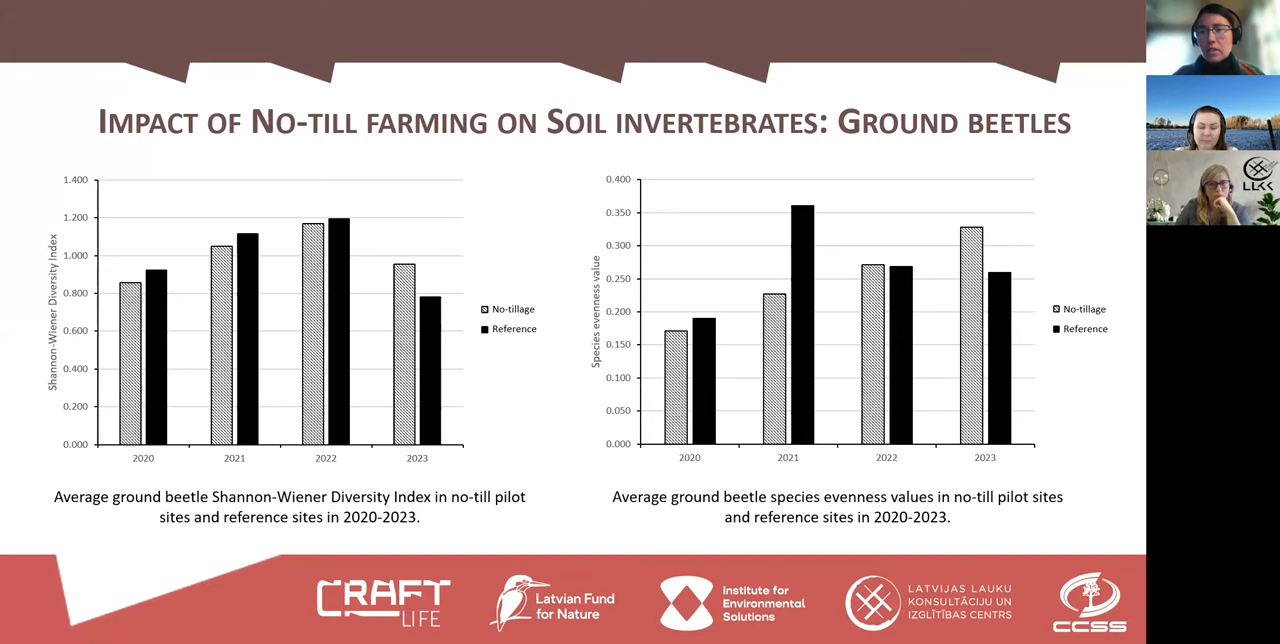 IMPACT OF NO-TILL FARMING ON SOIL INVERTEBRATES: GROUND BEETLES
Shannon-Wiener Diversity Index
1.400
1.200
1.000
0.800
0.600
0.400
0.200
0.000
2020
2021
2022
2023
No-tillage
Reference
Average ground beetle Shannon-Wiener Diversity Index in no-till pilot
sites and reference sites in 2020-2023.
Species evenness value
0.400
0.350
0.300
0.250
0.200
0.150
0.100
0.050
0.000
2020
2021
2022
2023
No-tillage
Reference
Average ground beetle species evenness values in no-till pilot sites
and reference sites in 2020-2023.
CRAFT
LIFE
Latvian Fund
for Nature
Institute for
Environmental
Solutions
LATVIJAS LAUKU
KONSULTĀCIJU UN
IZGLĪTĪBAS CENTRS
CCSS